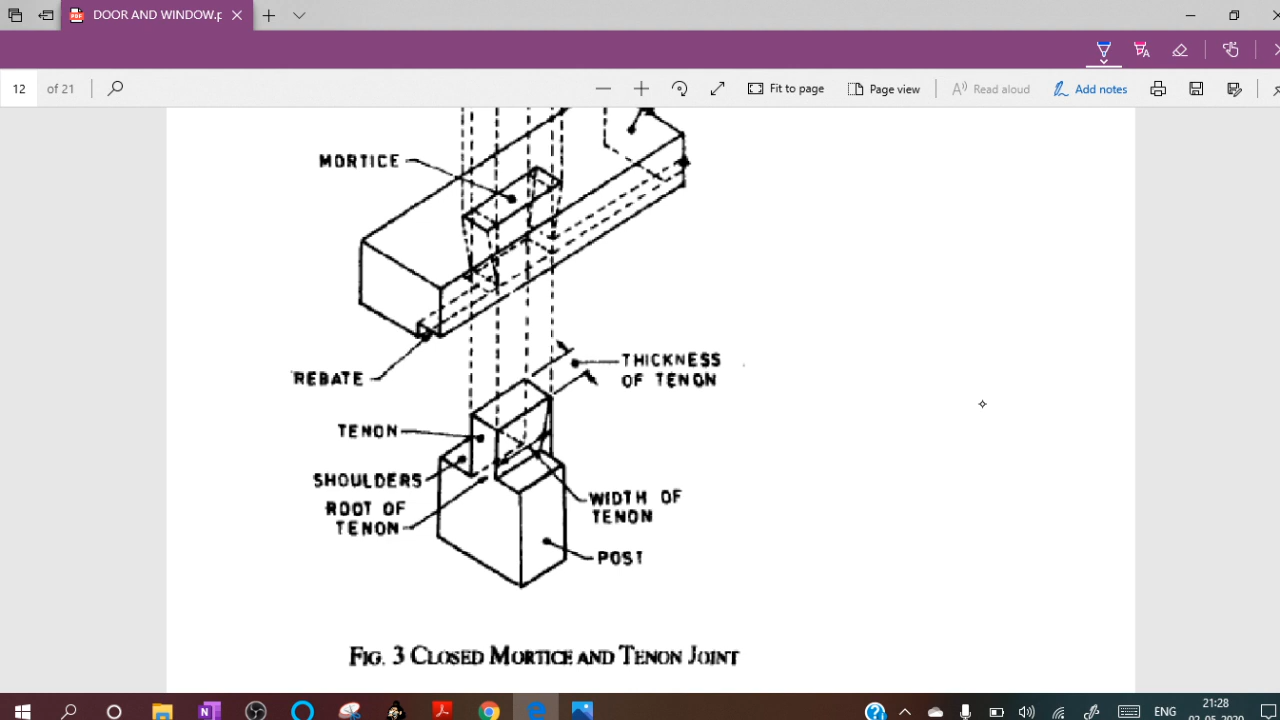 DOOR AND WINDOW.p
12 of 21
Fit to page
Page view
Read aloud
Add notes
MORTICE
REBATE
THICKNESS
OF TENON
TENON
SHOULDERS
ROOT OF
TENON
WIDTH OF
TENON
POST
FIG. 3 CLOSED MORTICE AND TENON JOINT
ENG
21:28